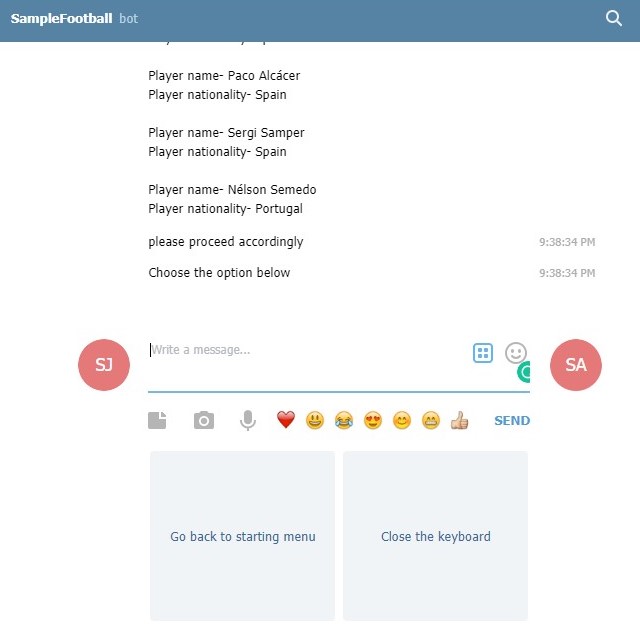 SampleFootball bot
Player name- Paco Alcácer
Player nationality- Spain
Player name- Sergi Samper
Player nationality- Spain
Player name- Nélson Semedo
Player nationality- Portugal
please proceed accordingly 9:38:34 PM
Choose the option below 9:38:34 PM
SJ
Write a message...
SA
SEND
Go back to starting menu
Close the keyboard